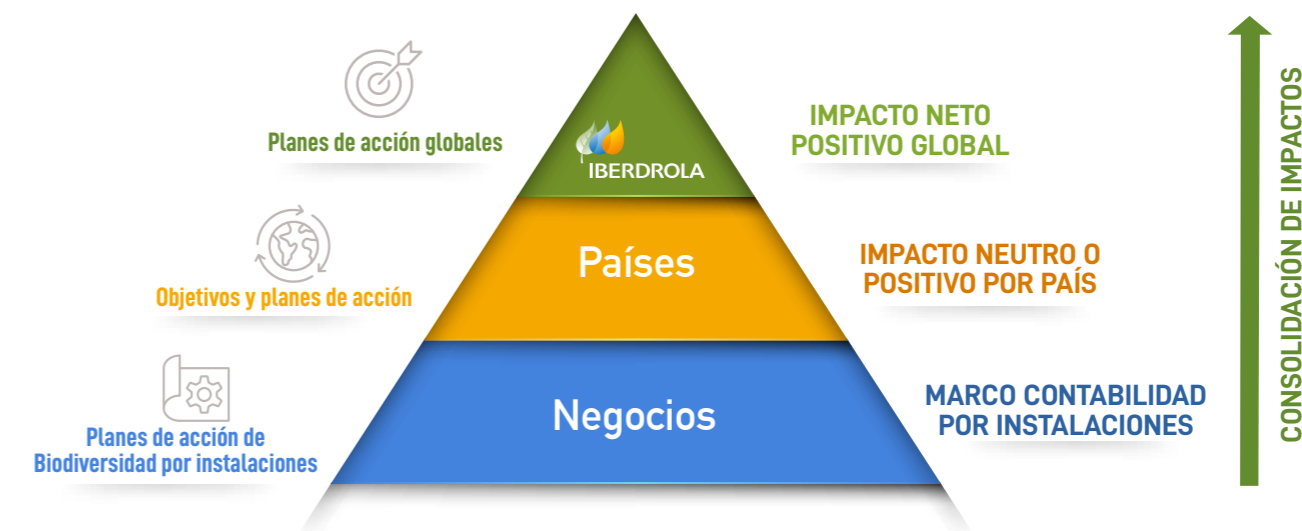 Planes de acción globales
IBERDROLA
IMPACTO NETO
POSITIVO GLOBAL
Objetivos y planes de acción
Países
IMPACTO NEUTRO O
POSITIVO POR PAÍS
Planes de acción de
Biodiversidad por instalaciones
Negocios
MARCO CONTABILIDAD
POR INSTALACIONES
CONSOLIDACIÓN DE IMPACTOS